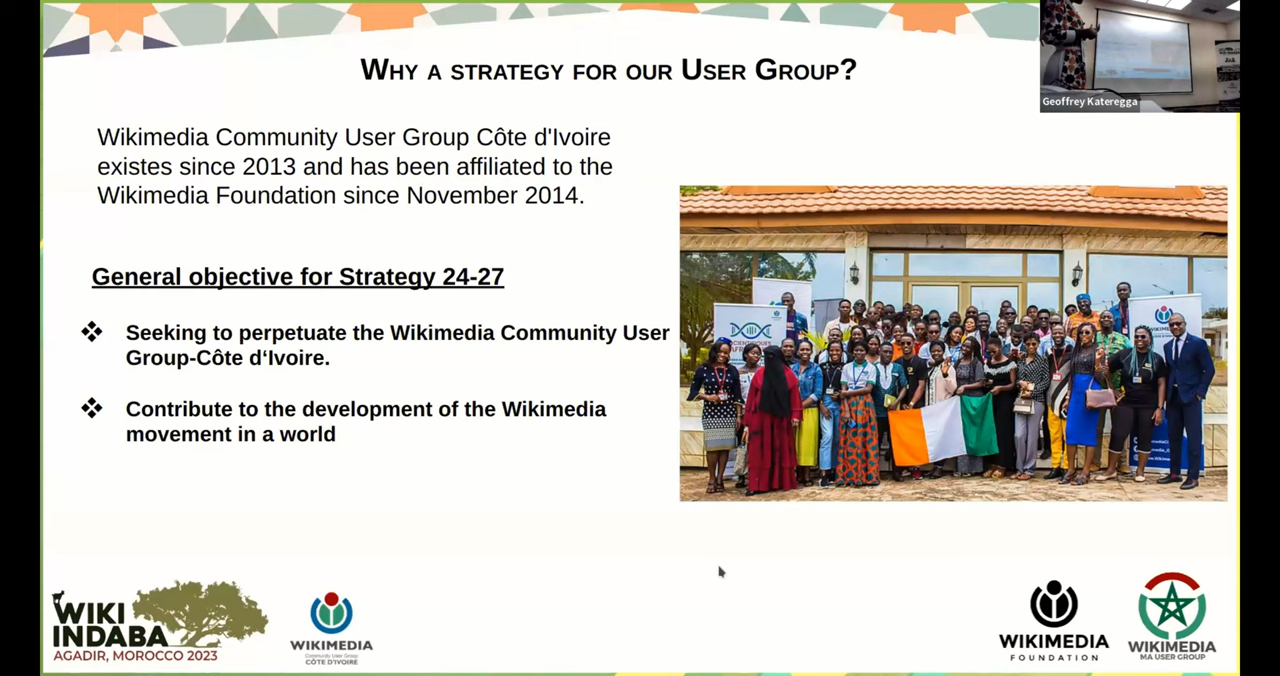 WHY A STRATEGY FOR OUR USER GROUP?
Geoffrey Kateregga
Wikimedia Community User Group Côte d'Ivoire
existes since 2013 and has been affiliated to the
Wikimedia Foundation since November 2014.
General objective for Strategy 24-27
❖ Seeking to perpetuate the Wikimedia Community User
Group-Côte d‘Ivoire.
❖ Contribute to the development of the Wikimedia
movement in a world
WIKI
INDABA
AGADIR, MOROCCO 2023
WIKIMEDIA
Community User Group
CÔTE D'IVOIRE
WIKIMEDIA
FOUNDATION
WIKIMEDIA
MA USER GROUP